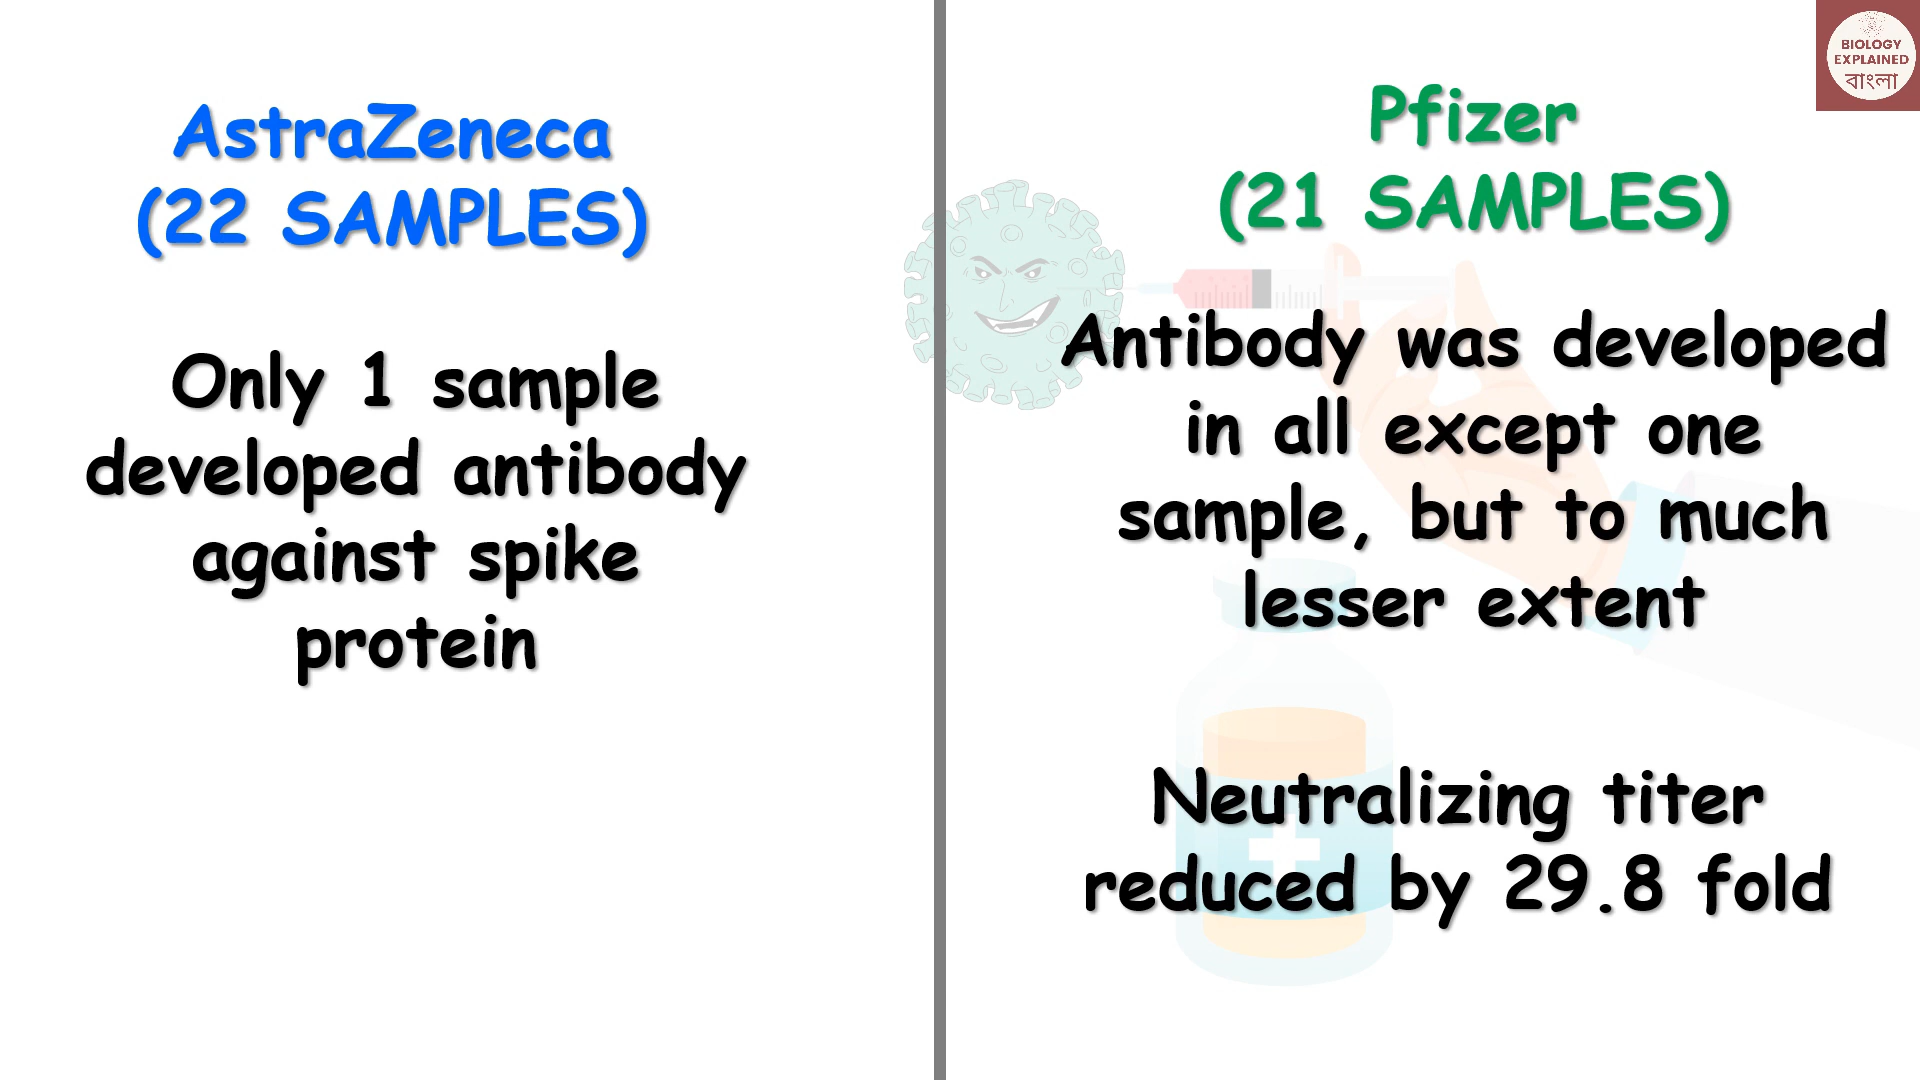 AstraZeneca
(22 SAMPLES)
Only 1 sample
developed antibody
against spike
protein
Pfizer
(21 SAMPLES)
Antibody was developed
in all except one
sample, but to much
lesser extent
Neutralizing titer
reduced by 29.8 fold
BIOLOGY
EXPLAINED
বাংলা